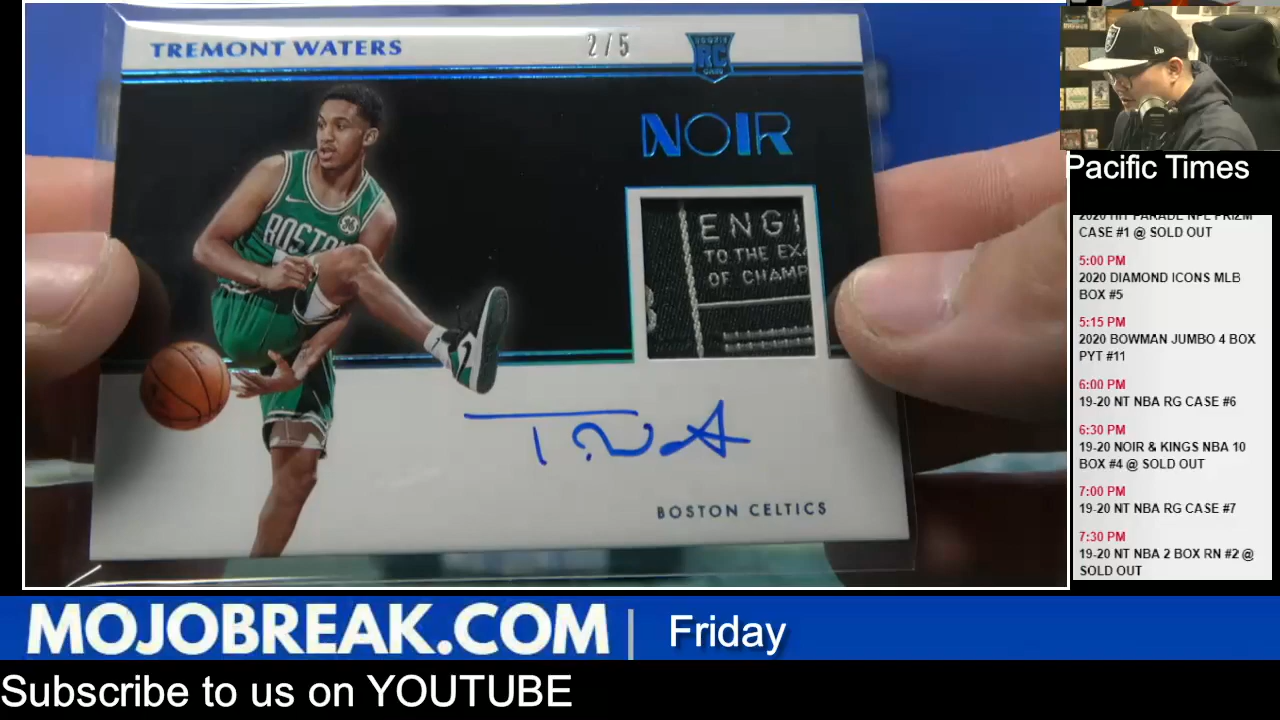 TREMONT WATERS
2/5
RC
NOIR
ENGI
TO THE EXA
OF CHAMP
BOSTO
BOSTON CELTICS
Pacific Times
2020 HIT PARADE NFL PRIZM
CASE #1 @ SOLD OUT
5:00 PM
2020 DIAMOND ICONS MLB
BOX #5
5:15 PM
2020 BOWMAN JUMBO 4 BOX
PYT #11
6:00 PM
19-20 NT NBA RG CASE #6
6:30 PM
19-20 NOIR & KINGS NBA 10
BOX #4 @ SOLD OUT
7:00 PM
19-20 NT NBA RG CASE #7
7:30 PM
19-20 NT NBA 2 BOX RN #2 @
SOLD OUT
MOJOBREAK.COM
Friday
Subscribe to us on YOUTUBE